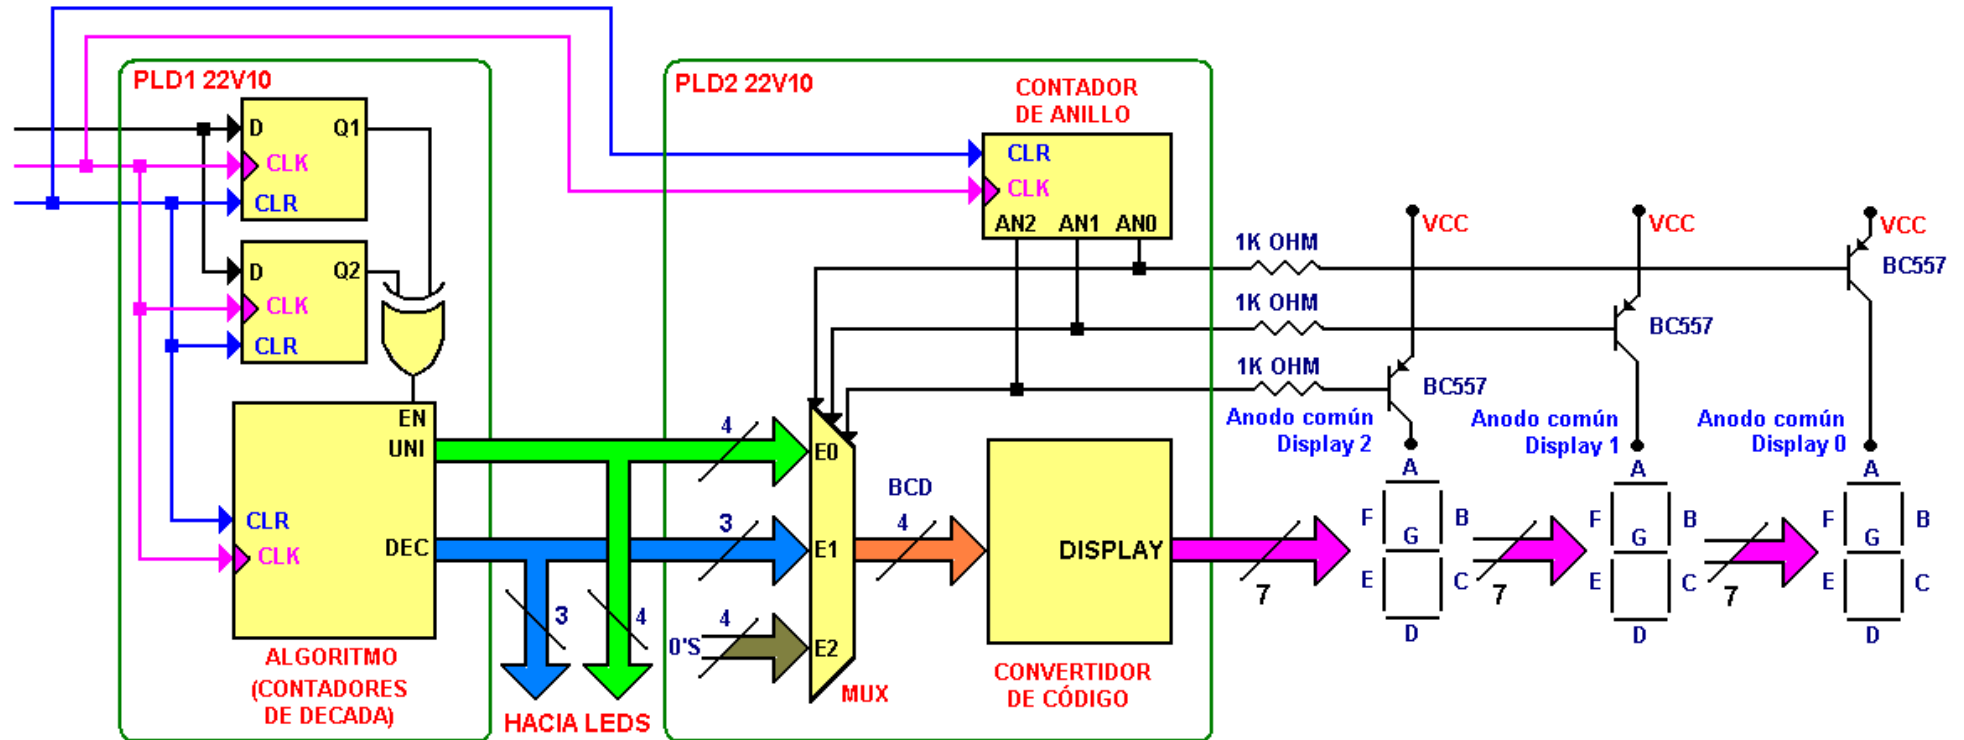 PLD1 22V10
D Q1
CLK
CLR
D Q2
CLK
CLR
EN
UNI
CLR
DEC
CLK
ALGORITMO
(CONTADORES
DE DECADA)
3
4
HACIA LEDS
PLD2 22V10
CONTADOR
DE ANILLO
CLR
CLK
AN2 AN1 AN0
4
E0
3
E1
4
0'S
E2
MUX
BCD
4
DISPLAY
CONVERTIDOR
DE CÓDIGO
1K OHM
1K OHM
1K OHM
VCC
BC557
VCC
BC557
VCC
BC557
Anodo común
Display 2
Anodo común
Display 1
Anodo común
Display 0
7
A
F B
G
E C
D
7
A
F B
G
E C
D
7
A
F B
G
E C
D